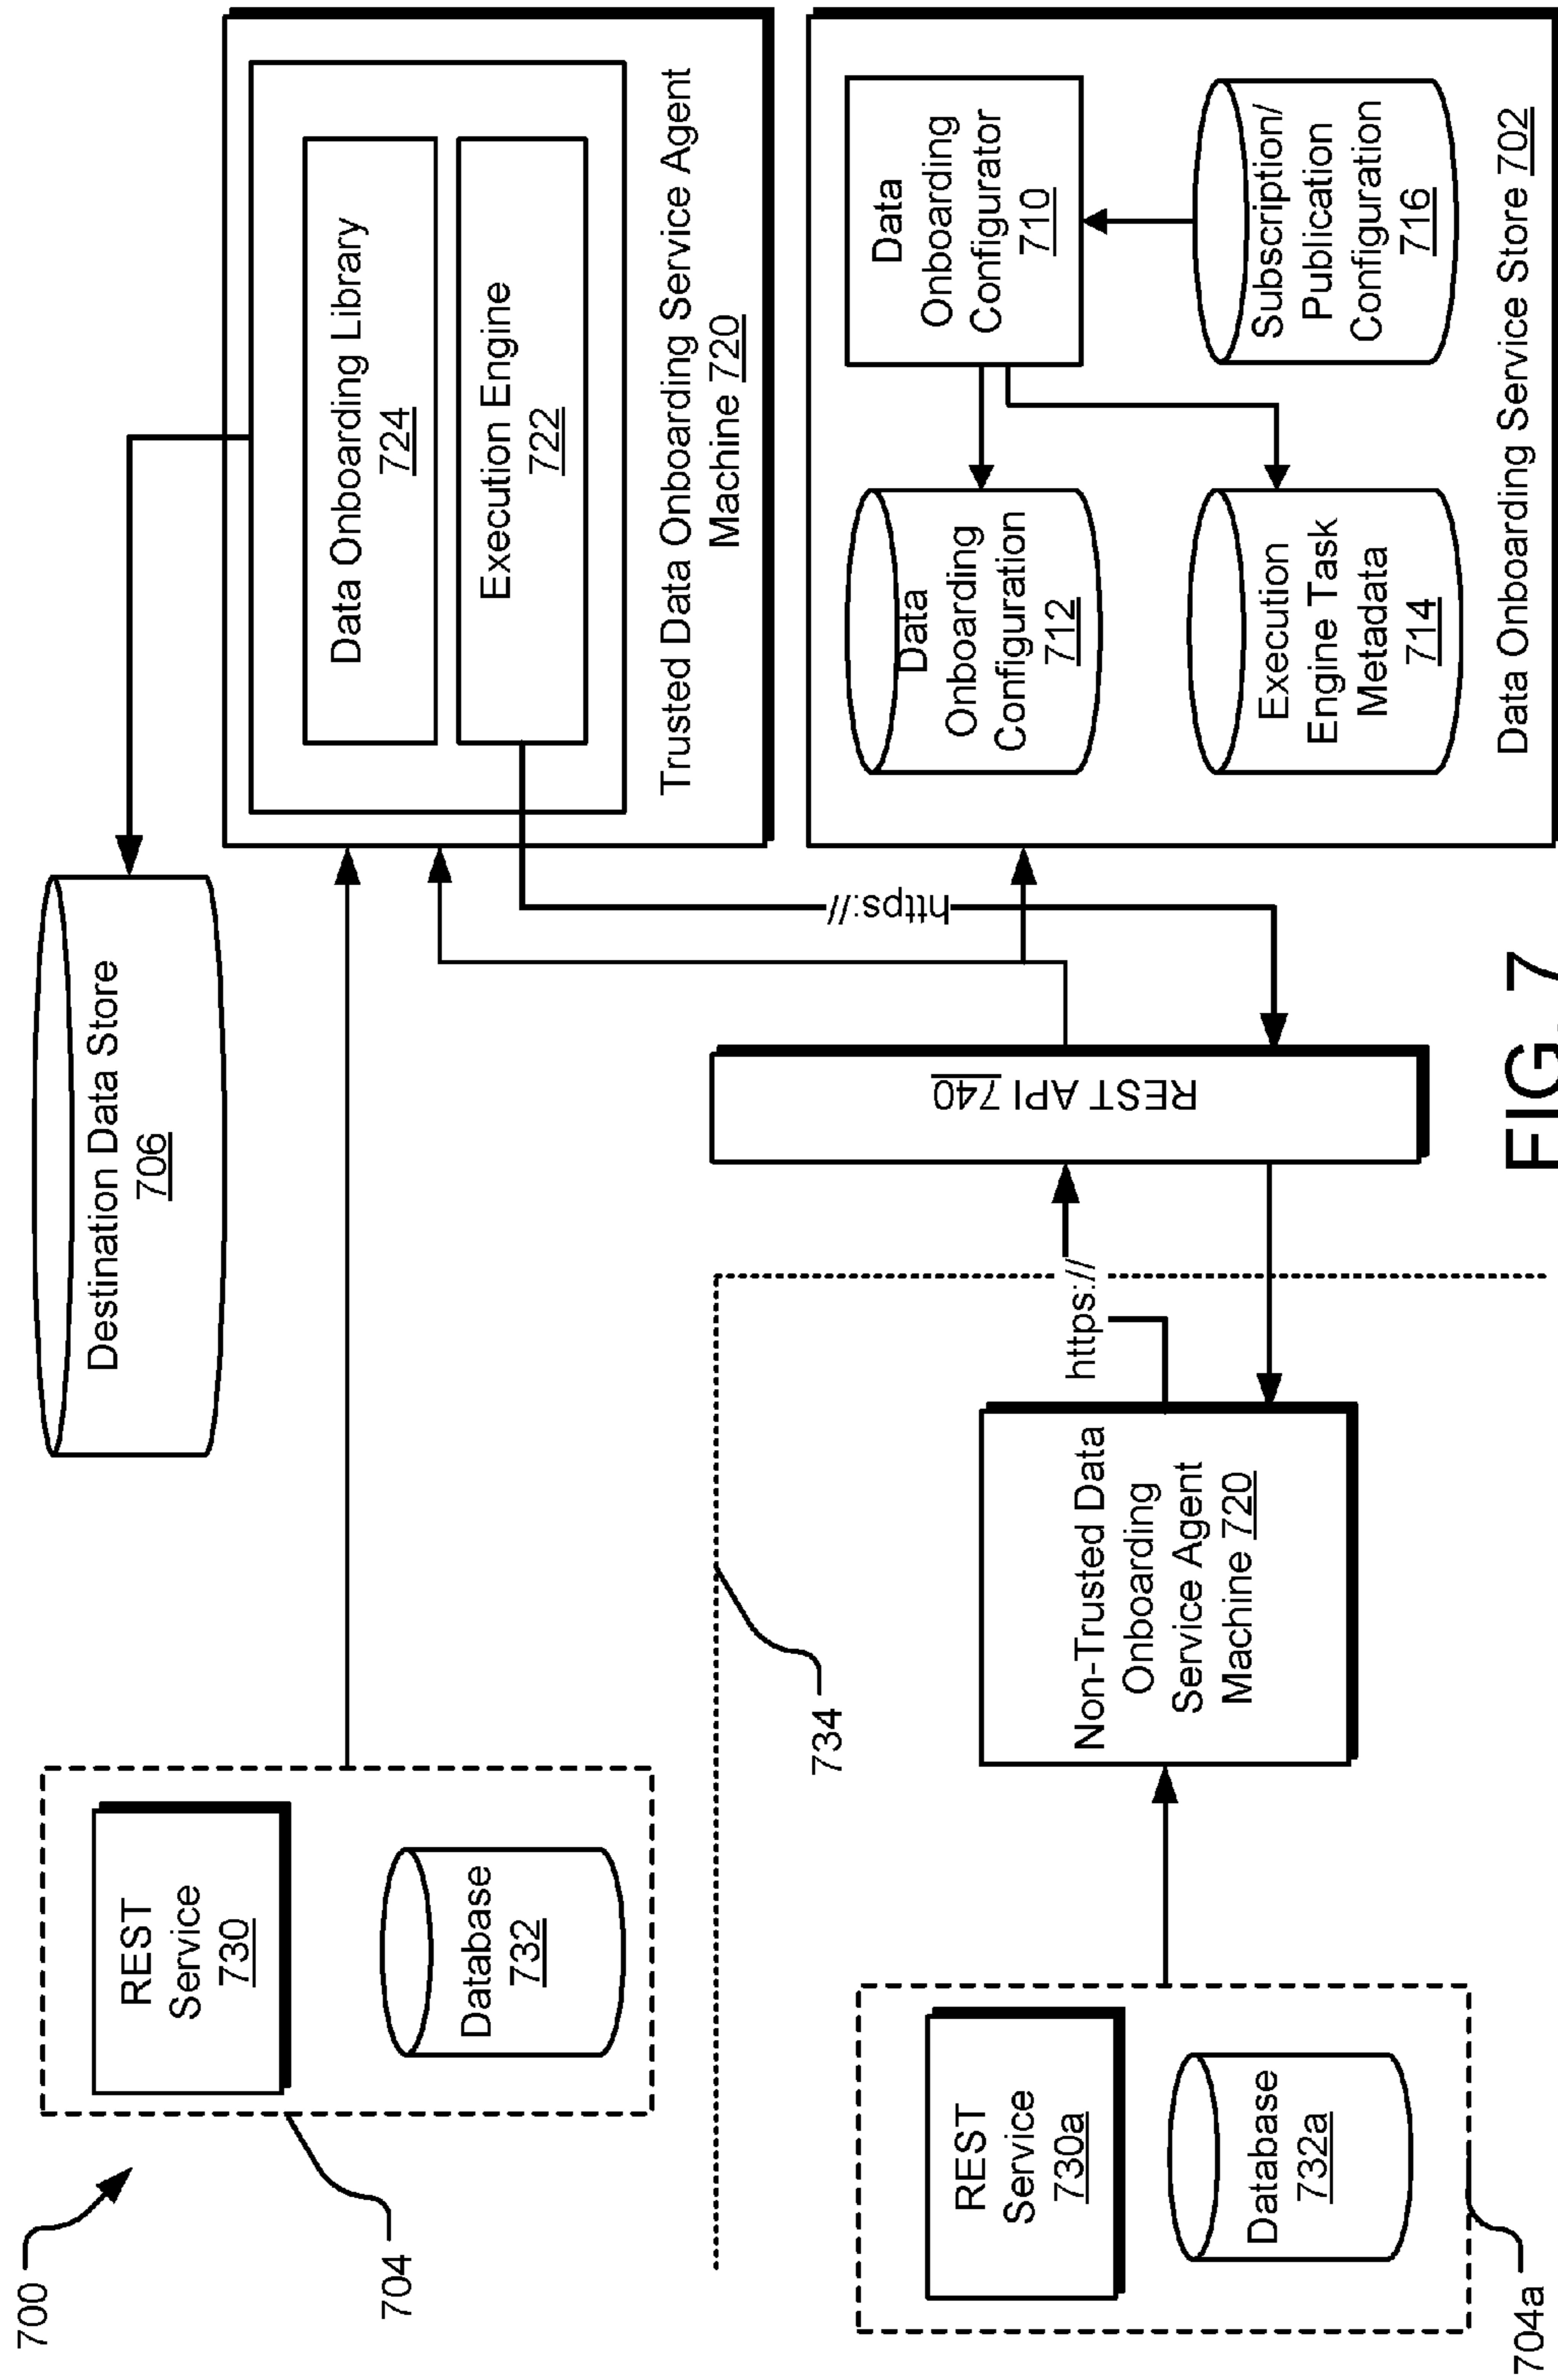 700
704
REST
Service
730
Database
732
Destination Data Store
706
Data Onboarding Library
724
Execution Engine
722
Trusted Data Onboarding Service Agent
Machine 720
734
704a
REST
Service
730a
Database
732a
Non-Trusted Data
Onboarding
Service Agent
Machine 720
https://
REST API 740
https://
Data
Onboarding
Configurator
710
Data
Onboarding
Configuration
712
Execution
Engine Task
Metadata
714
Subscription/
Publication
Configuration
716
Data Onboarding Service Store 702
FIG. 7